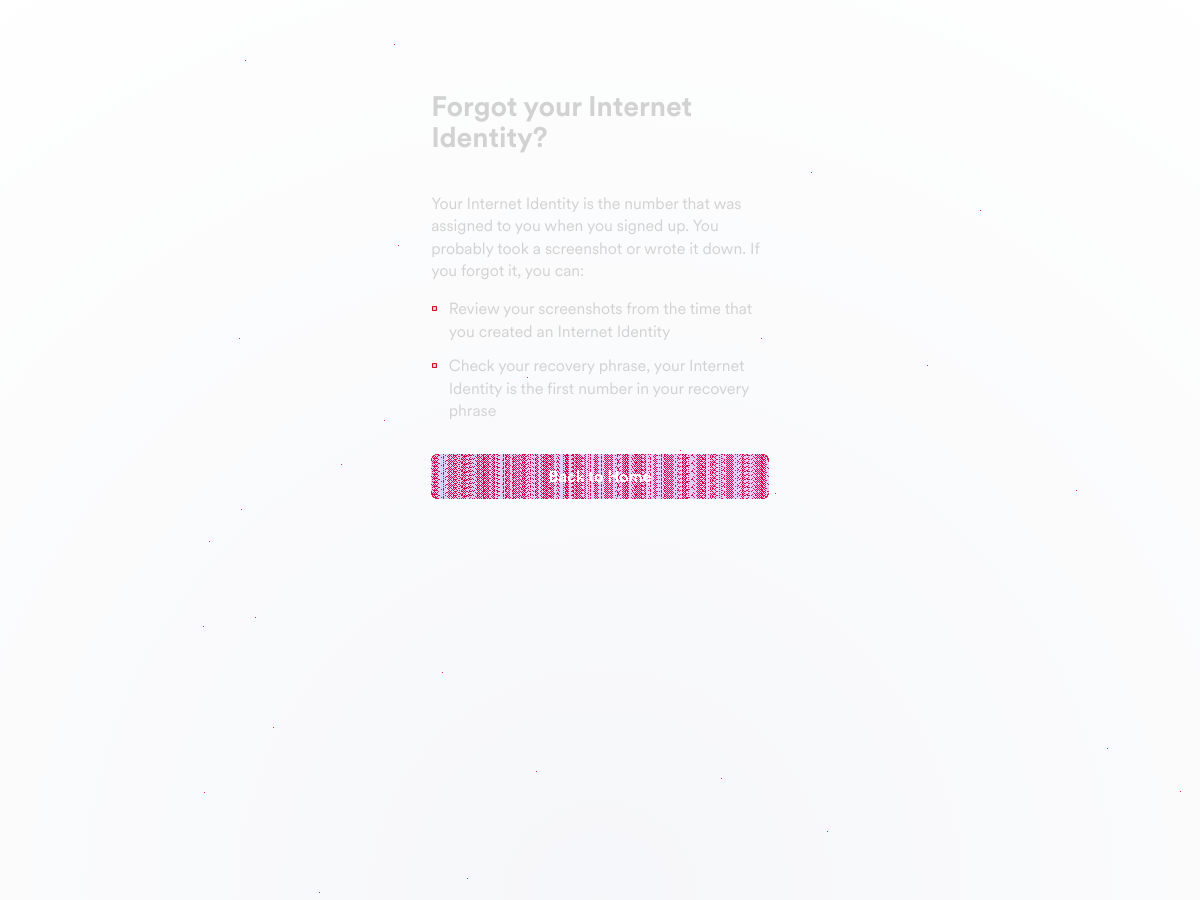 Forgot your Internet
Identity?
Your Internet Identity is the number that was
assigned to you when you signed up. You
probably took a screenshot or wrote it down. If
you forgot it, you can:
Review your screenshots from the time that
you created an Internet Identity
Check your recovery phrase, your Internet
Identity is the first number in your recovery
phrase
Back to Home